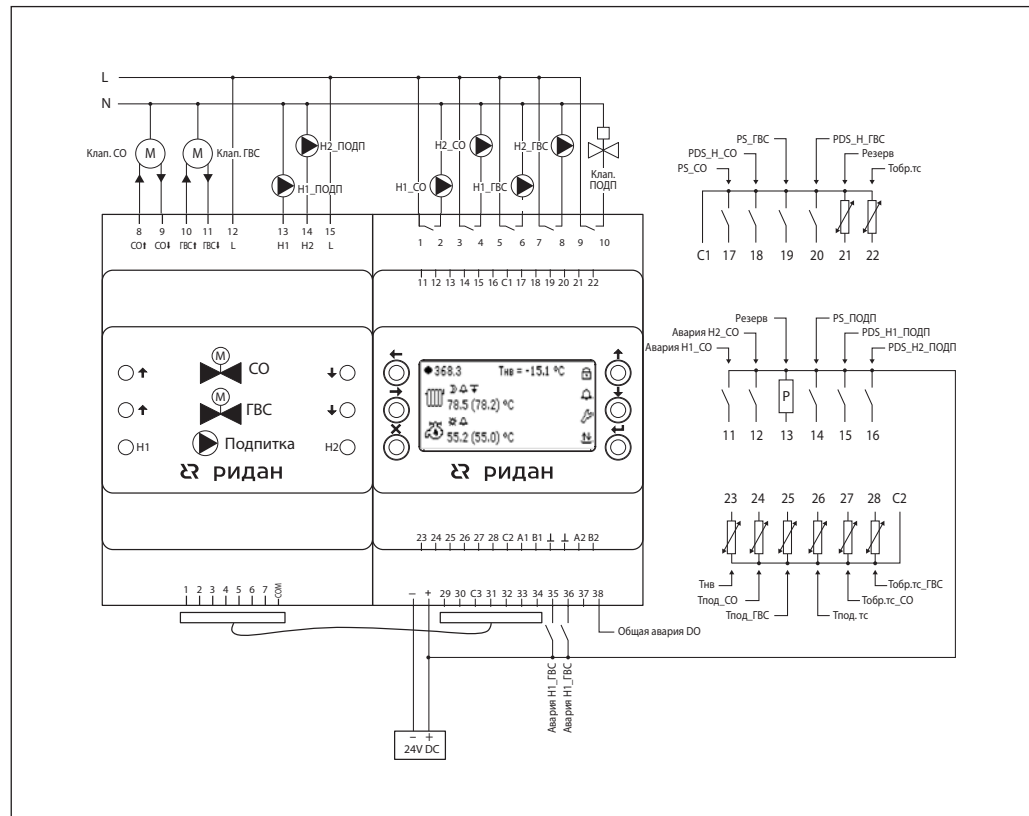 L
N
Клап. СО
M
M
Клап. ГВС
Н2_ПОДП
Н1_ПОДП
Н2_СО
Н2_ГВС
Н1_СО
Н1_ГВС
Клап.
ПОДП
8 9 10 11 12 13 14 15
СО⬆ СО⬇ ГВС⬆ ГВС⬇ L Н1 Н2 L
1 2 3 4 5 6 7 8 9 10
11 12 13 14 15 16 C1 17 18 19 20 21 22
PS_ГВС
PDS_Н_ГВС
PDS_Н_СО
Резерв
PS_СО
Тобр.тс
C1 17 18 19 20 21 22
M
СО
M
ГВС
Н1
Подпитка
Н2
ридан
368.3 Тнв = -15.1 °C
78.5 (78.2) °C
55.2 (55.0) °C
ридан
Резерв
PS_ПОДП
Авария Н2_СО
PDS_Н1_ПОДП
Авария Н1_СО
PDS_Н2_ПОДП
P
11 12 13 14 15 16
23 24 25 26 27 28 C2
Тнв
Тобр.тс_ГВС
Тпод_СО
Тобр.тс_СО
Тпод_ГВС
Тпод. тс
23 24 25 26 27 28 C2 A1 B1 ⊥ ⊥ A2 B2
1 2 3 4 5 6 7 COM
− + 29 30 C3 31 32 33 34 35 36 37 38
Общая авария DO
Авария Н1_ГВС
Авария Н1_ГВС
− +
24V DC